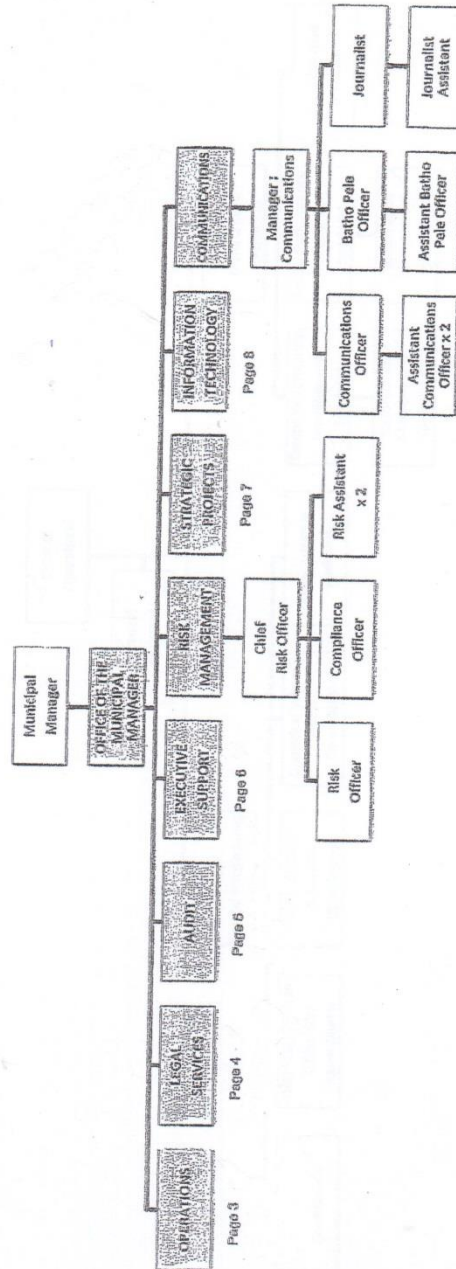 Municipal
Manager
OFFICE OF THE
MUNICIPAL
MANAGER
OPERATIONS
Page 3
LEGAL
SERVICES
Page 4
AUDIT
Page 5
EXECUTIVE
SUPPORT
Page 6
RISK
MANAGEMENT
STRATEGIC
PROJECTS
Page 7
INFORMATION
TECHNOLOGY
Page 8
COMMUNICATIONS
Chief
Risk Officer
Manager :
Communications
Risk
Officer
Compliance
Officer
Risk Assistant
x 2
Communications
Officer
Batho Pele
Officer
Journalist
Assistant
Communications
Officer x 2
Assistant Batho
Pele Officer
Journalist
Assistant